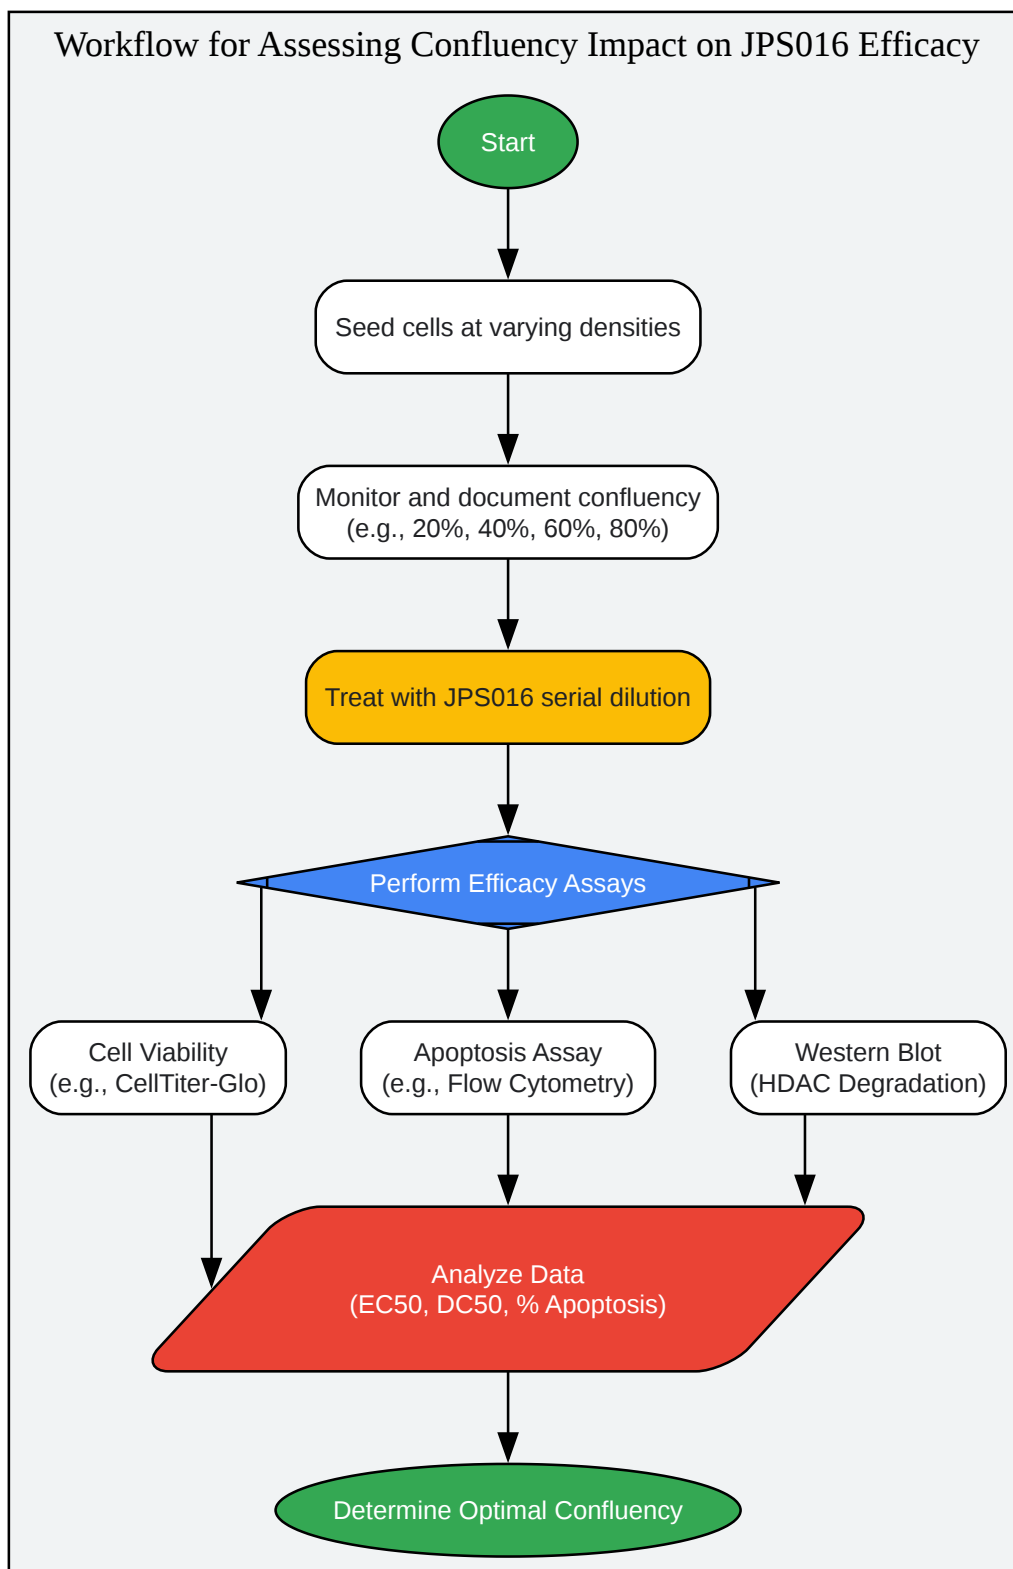 Workflow for Assessing Confluency Impact on JPS016 Efficacy
Start
Seed cells at varying densities
Monitor and document confluency
(e.g., 20%, 40%, 60%, 80%)
Treat with JPS016 serial dilution
Perform Efficacy Assays
Cell Viability
(e.g., CellTiter-Glo)
Apoptosis Assay
(e.g., Flow Cytometry)
Western Blot
(HDAC Degradation)
Analyze Data
(EC50, DC50, % Apoptosis)
Determine Optimal Confluency